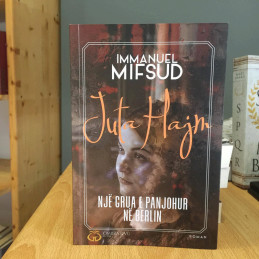 IMMANUEL
MIFSUD
Juta Hajm
NJË GRUA E PANJOHUR
NË BERLIN
ROMAN
S
P
Q
R